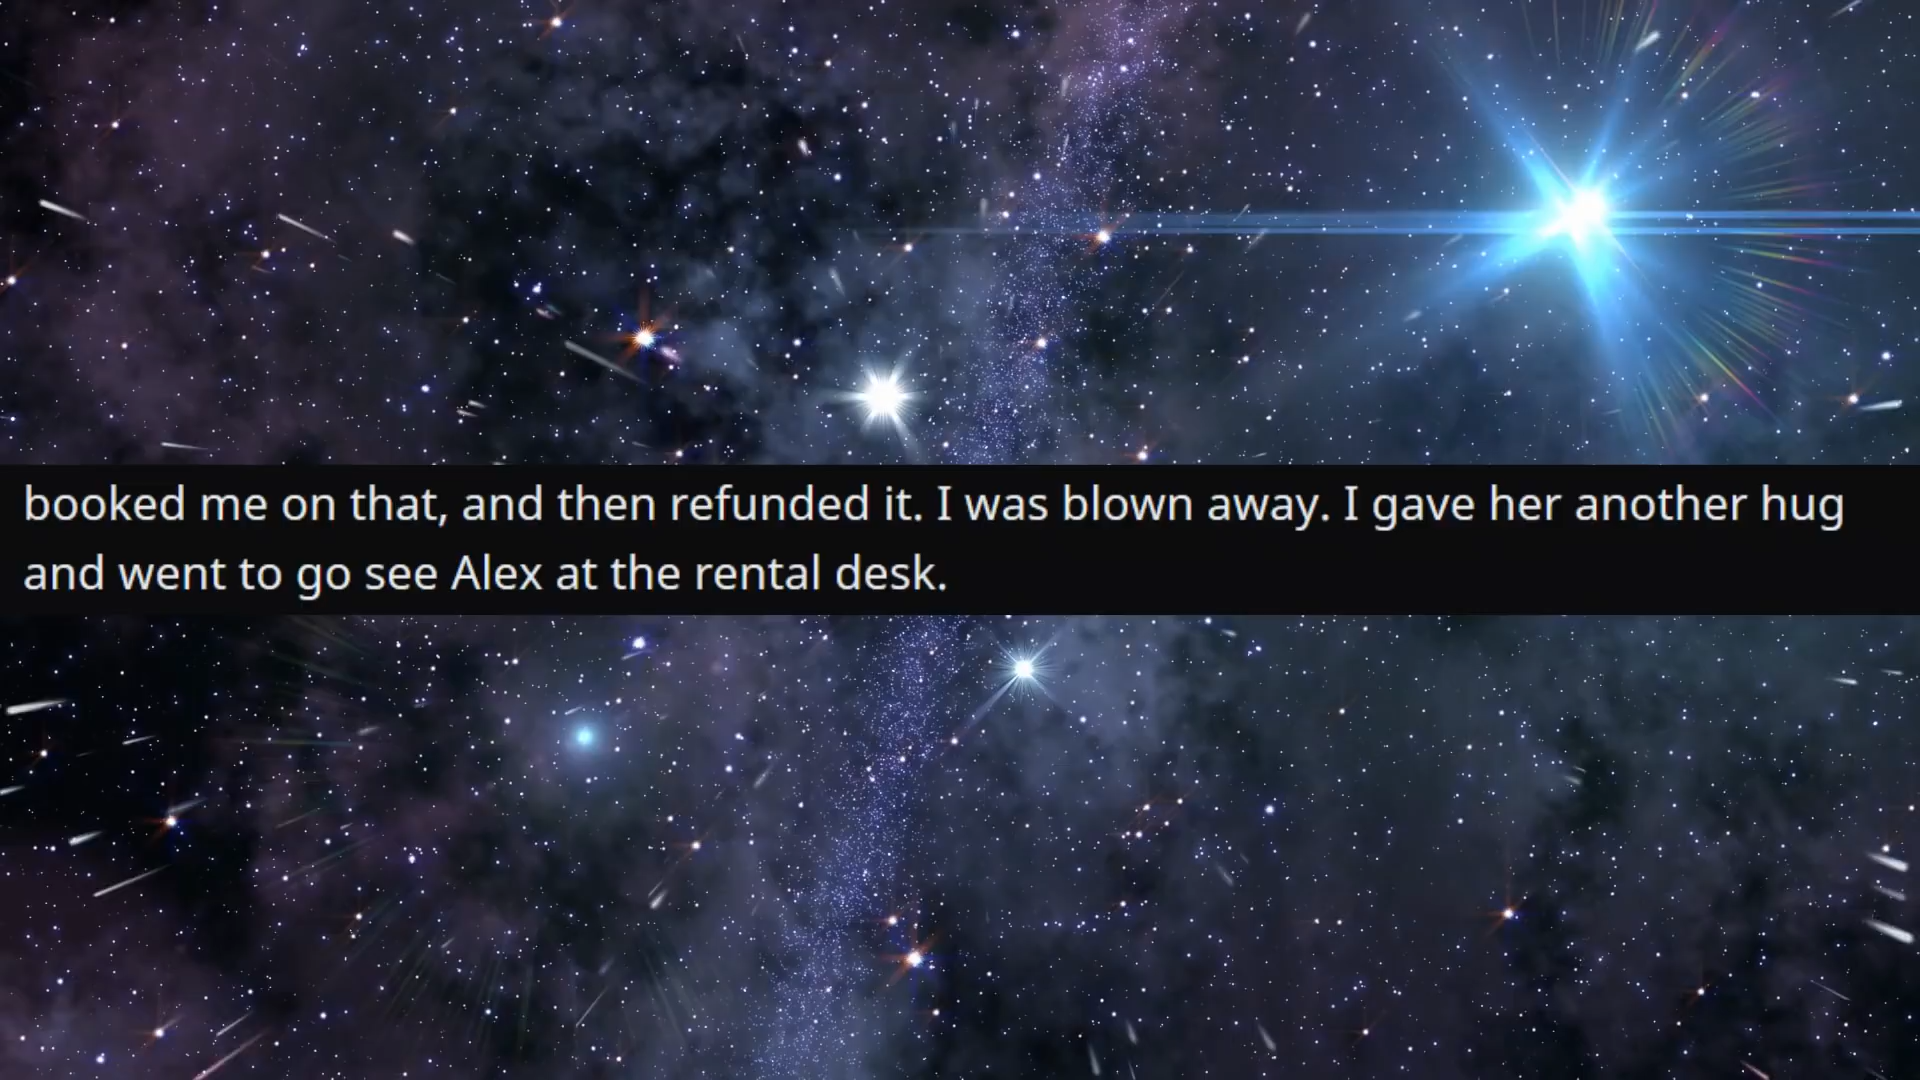 booked me on that, and then refunded it. I was blown away. I gave her another hug
and went to go see Alex at the rental desk.